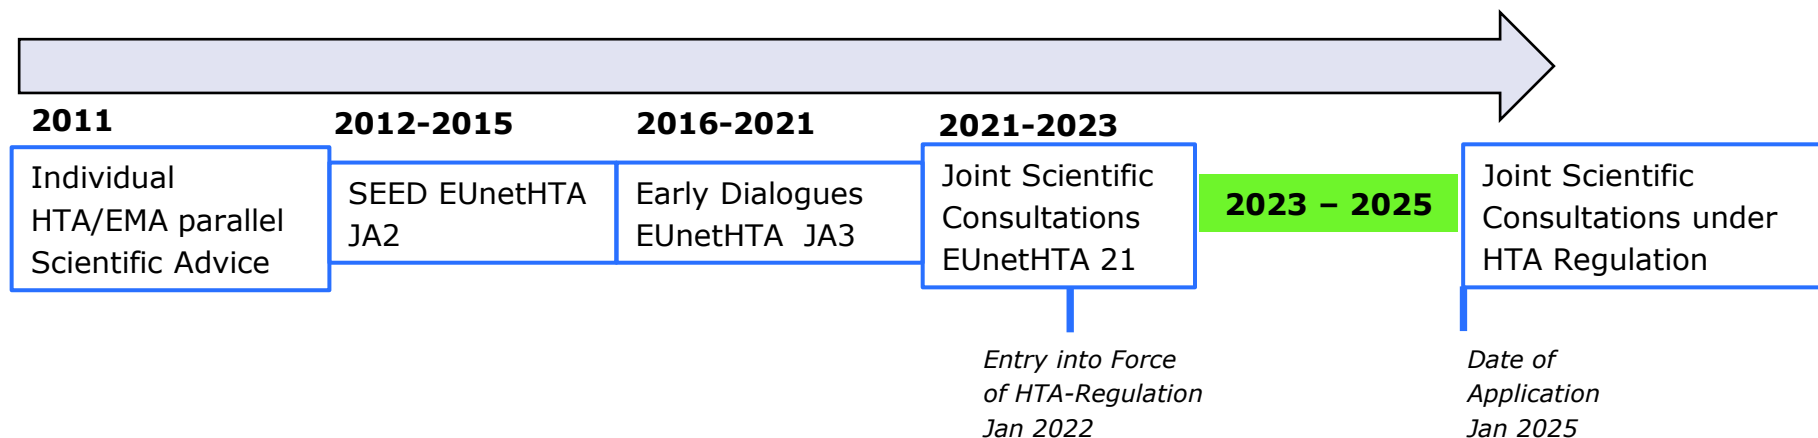 2011
Individual
HTA/EMA parallel
Scientific Advice
2012-2015
SEED EUnetHTA
JA2
2016-2021
Early Dialogues
EUnetHTA JA3
2021-2023
Joint Scientific
Consultations
EUnetHTA 21
2023 – 2025
Joint Scientific
Consultations under
HTA Regulation
Entry into Force
of HTA-Regulation
Jan 2022
Date of
Application
Jan 2025